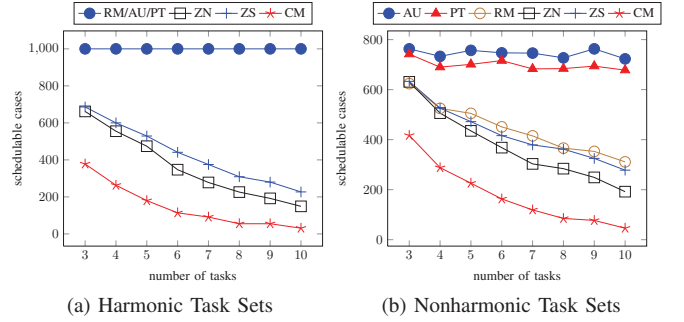 RM/AU/PT ZN ZS CM
1,000
800
600
400
200
0
schedulable cases
3 4 5 6 7 8 9 10
number of tasks
(a) Harmonic Task Sets
AU PT RM ZN ZS CM
800
600
400
200
0
schedulable cases
3 4 5 6 7 8 9 10
number of tasks
(b) Nonharmonic Task Sets